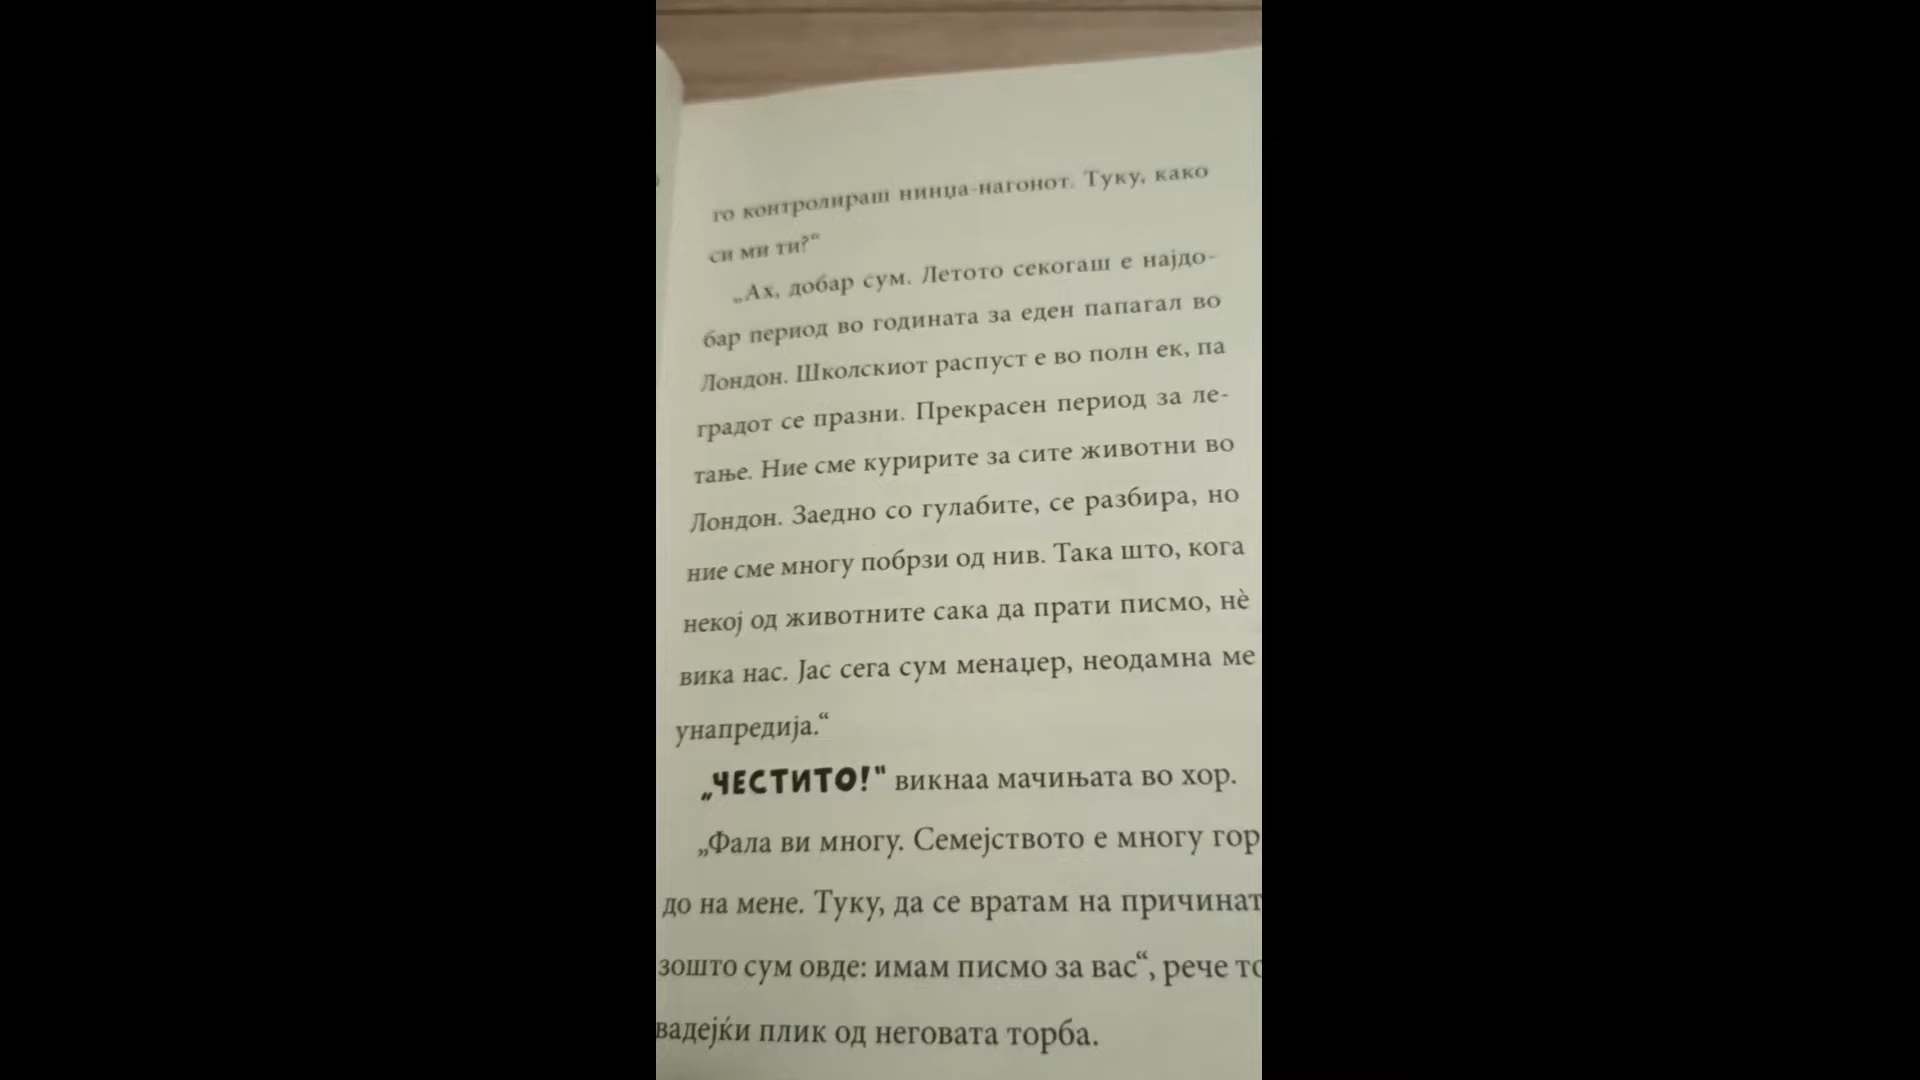 го контролираш нинџа-нагонот. Туку, како
си ми ти?“
„Ах, добар сум. Летото секогаш е најдо-
бар период во годината за еден папагал во
Лондон. Школскиот распуст е во полн ек, па
градот се празни. Прекрасен период за ле-
тање. Ние сме куририте за сите животни во
Лондон. Заедно со гулабите, се разбира, но
ние сме многу побрзи од нив. Така што, кога
некој од животните сака да прати писмо, нѐ
вика нас. Јас сега сум менаџер, неодамна ме
унапредија.“
„ЧЕСТИТО!“ викнаа мачињата во хор.
„Фала ви многу. Семејството е многу гор
до на мене. Туку, да се вратам на причинат
зошто сум овде: имам писмо за вас“, рече то
вадејќи плик од неговата торба.